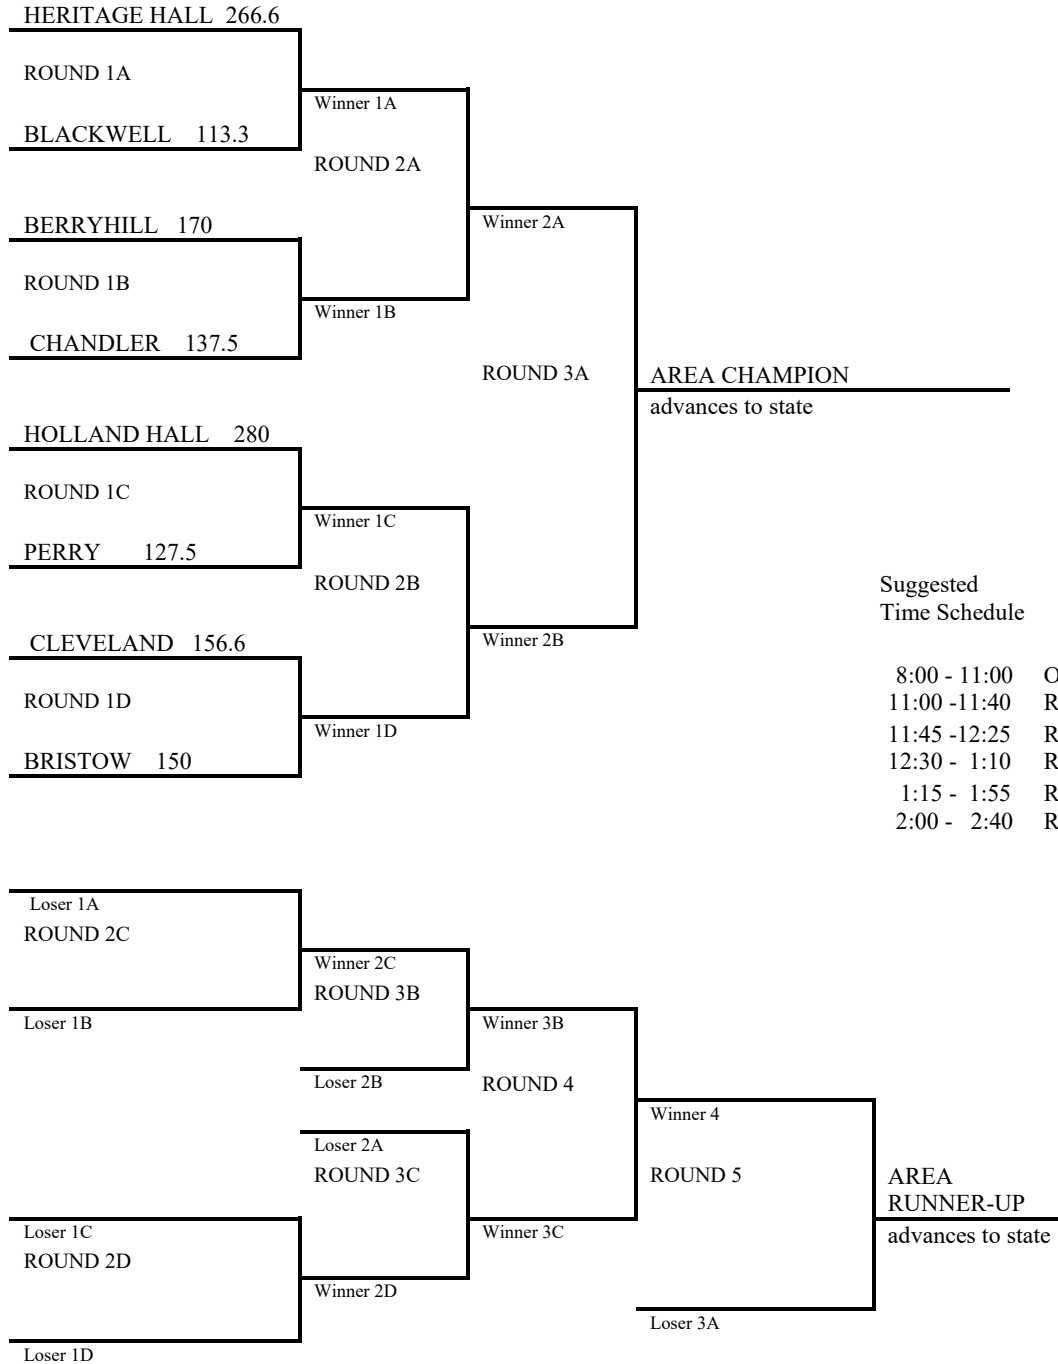 HERITAGE HALL 266.6
ROUND 1A
BLACKWELL 113.3
Winner 1A
ROUND 2A
BERRYHILL 170
ROUND 1B
CHANDLER 137.5
Winner 1B
Winner 2A
ROUND 3A
AREA CHAMPION
advances to state
HOLLAND HALL 280
ROUND 1C
PERRY 127.5
Winner 1C
ROUND 2B
CLEVELAND 156.6
ROUND 1D
BRISTOW 150
Winner 1D
Winner 2B
Suggested
Time Schedule
8:00 - 11:00 O
11:00 -11:40 R
11:45 -12:25 R
12:30 - 1:10 R
1:15 - 1:55 R
2:00 - 2:40 R
Loser 1A
ROUND 2C
Loser 1B
Winner 2C
ROUND 3B
Loser 2B
Winner 3B
ROUND 4
Loser 2A
ROUND 3C
Loser 1C
ROUND 2D
Loser 1D
Winner 2D
Winner 3C
Winner 4
ROUND 5
Loser 3A
AREA
RUNNER-UP
advances to state